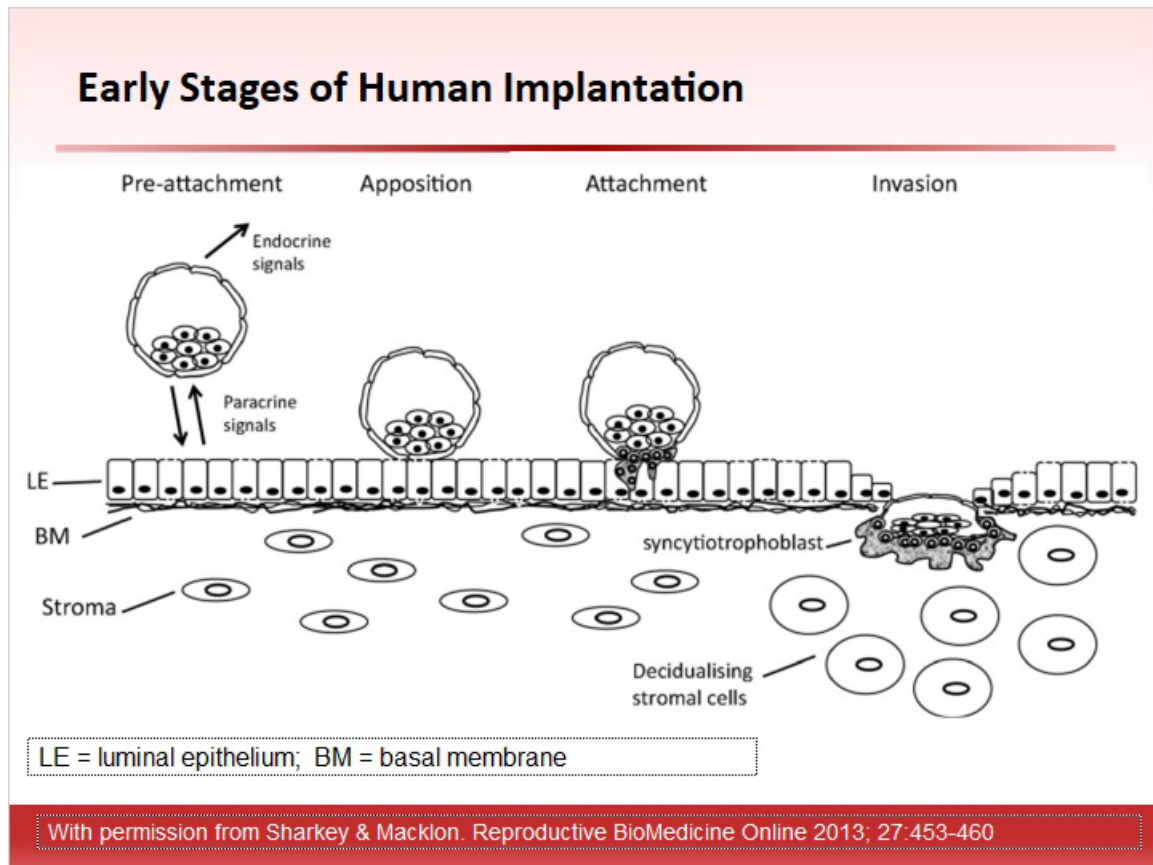 Early Stages of Human Implantation
Pre-attachment
Apposition
Attachment
Invasion
Endocrine
signals
Paracrine
signals
LE
BM
syncytiotrophoblast
Stroma
Decidualising
stromal cells
LE = luminal epithelium; BM = basal membrane
With permission from Sharkey & Macklon. Reproductive BioMedicine Online 2013; 27:453-460